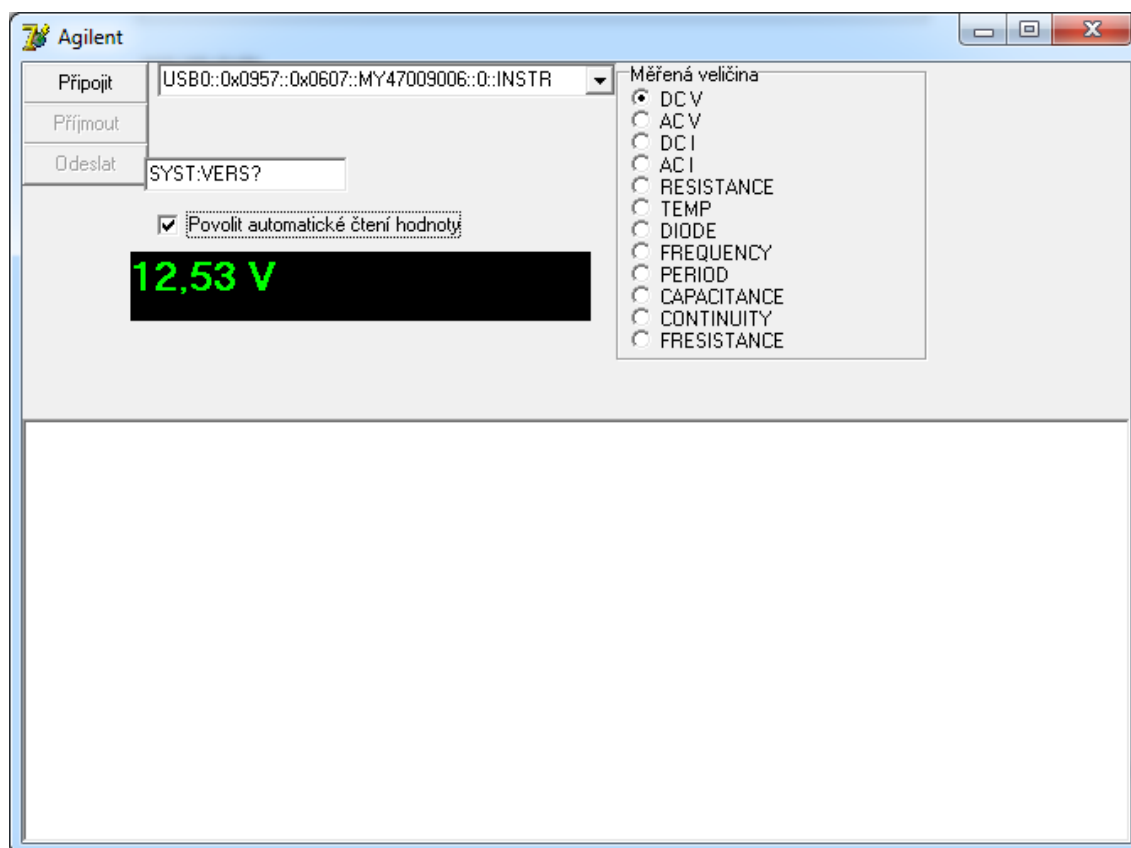 Agilent
Připojit
USB0::0x0957::0x0607::MY47009006::0::INSTR
Příjmout
Odeslat
SYST:VERS?
Povolit automatické čtení hodnoty
12,53 V
Měřená veličina
DC V
AC V
DC I
AC I
RESISTANCE
TEMP
DIODE
FREQUENCY
PERIOD
CAPACITANCE
CONTINUITY
FRESISTANCE